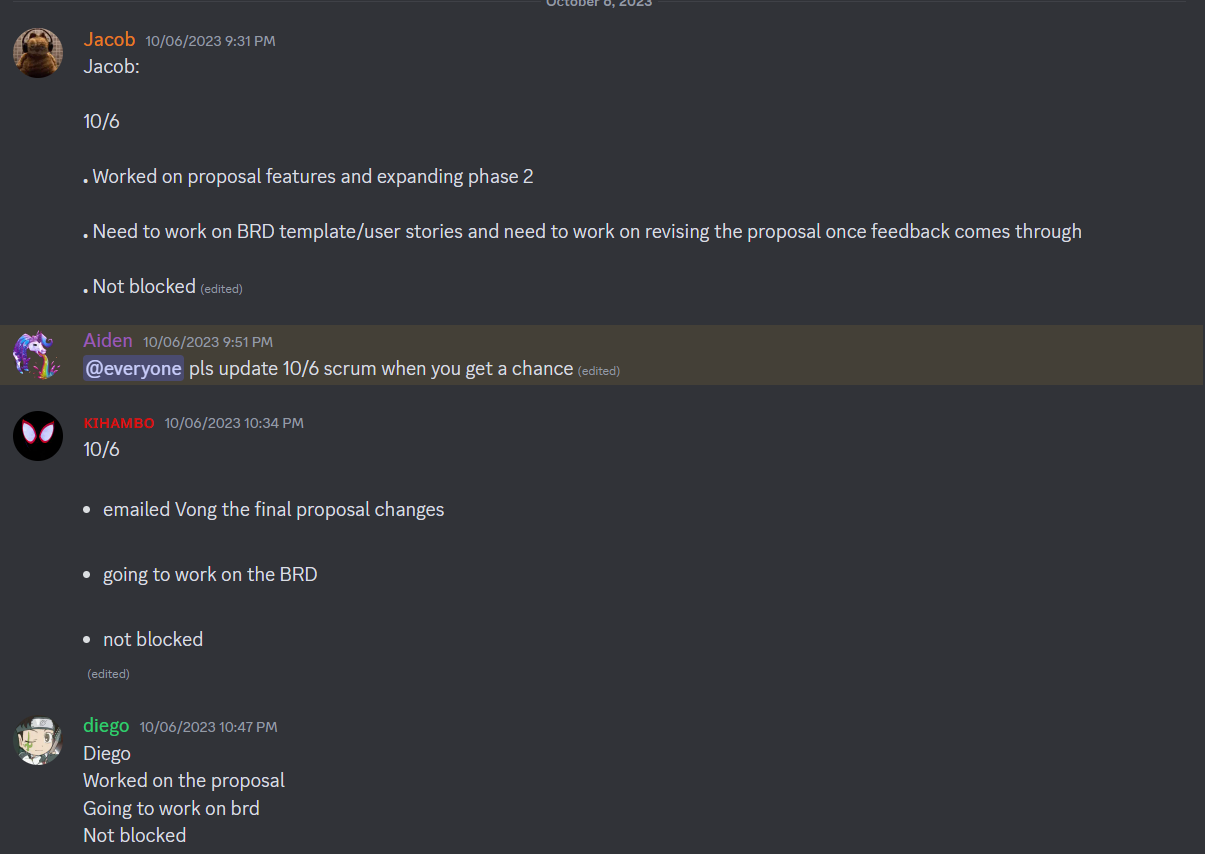 October 6, 2023
Jacob 10/06/2023 9:31 PM
Jacob:
10/6
. Worked on proposal features and expanding phase 2
. Need to work on BRD template/user stories and need to work on revising the proposal once feedback comes through
. Not blocked (edited)
Aiden 10/06/2023 9:51 PM
@everyone pls update 10/6 scrum when you get a chance (edited)
KIHAMBO 10/06/2023 10:34 PM
10/6
• emailed Vong the final proposal changes
• going to work on the BRD
• not blocked
(edited)
diego 10/06/2023 10:47 PM
Diego
Worked on the proposal
Going to work on brd
Not blocked